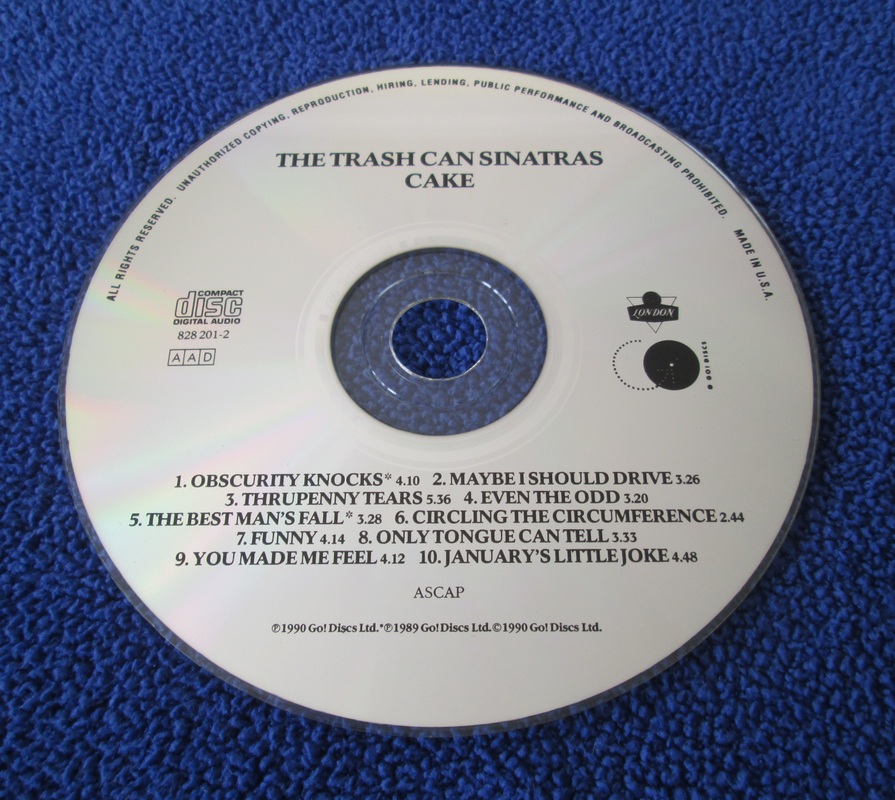 ALL RIGHTS RESERVED. UNAUTHORIZED COPYING, REPRODUCTION, HIRING, LENDING, PUBLIC PERFORMANCE AND BROADCASTING PROHIBITED. MADE IN U.S.A.
THE TRASH CAN SINATRAS
CAKE
COMPACT
disc
DIGITAL AUDIO
828 201-2
AAD
LONDON
GO! DISCS
1. OBSCURITY KNOCKS* 4.10 2. MAYBE I SHOULD DRIVE 3.26
3. THRUPENNY TEARS 5.36 4. EVEN THE ODD 3.20
5. THE BEST MAN'S FALL* 3.28 6. CIRCLING THE CIRCUMFERENCE 2.44
7. FUNNY 4.14 8. ONLY TONGUE CAN TELL 3.33
9. YOU MADE ME FEEL 4.12 10. JANUARY'S LITTLE JOKE 4.48
ASCAP
℗1990 Go! Discs Ltd.*℗1989 Go! Discs Ltd.©1990 Go! Discs Ltd.